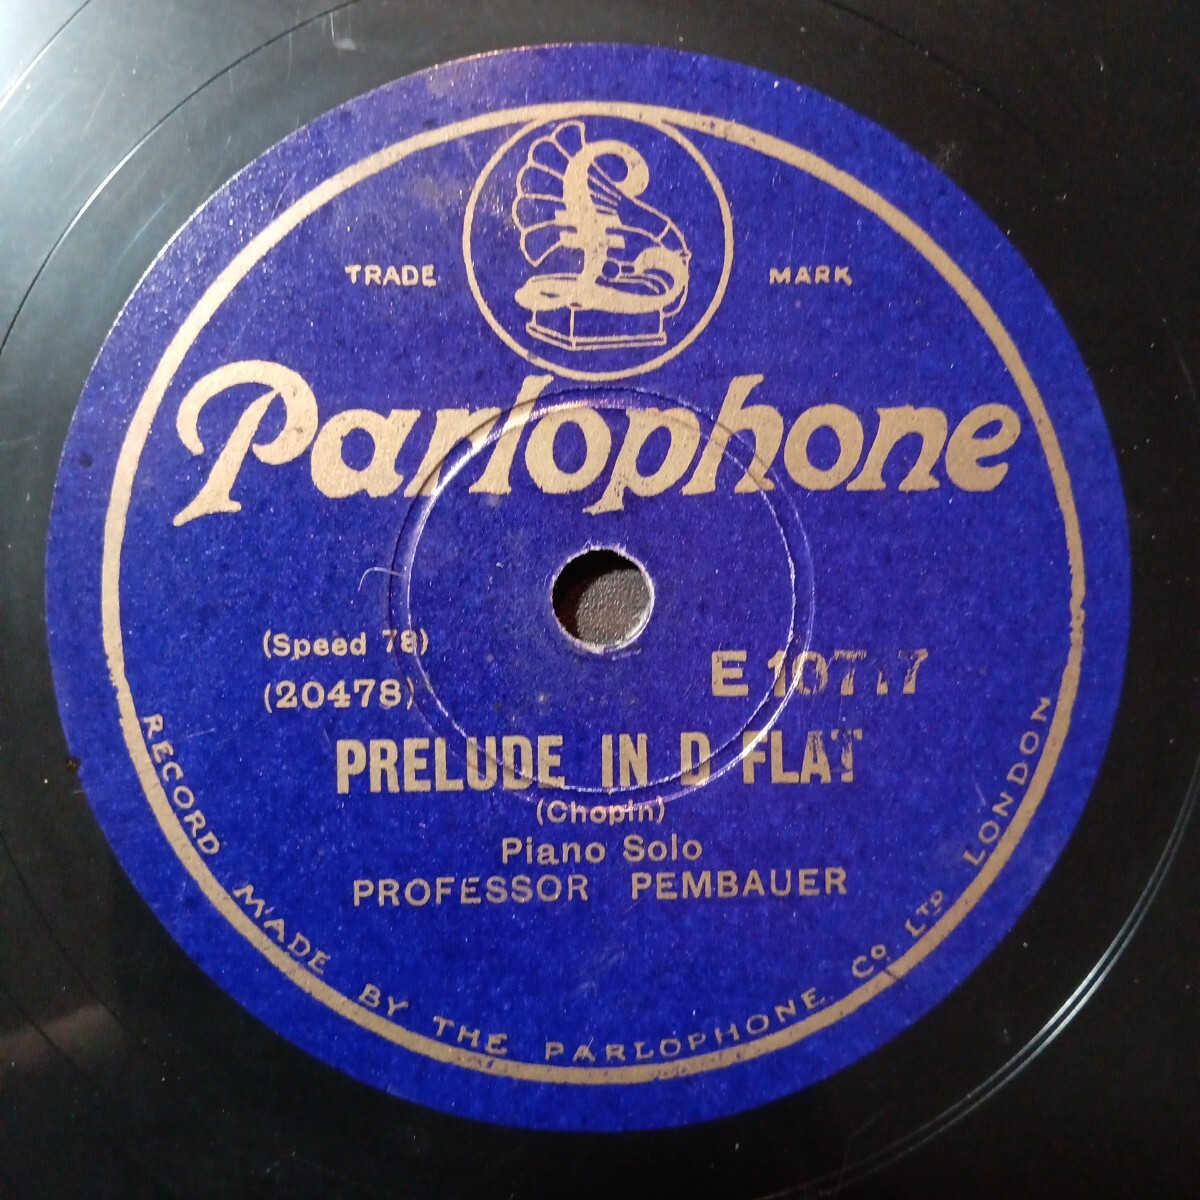 TRADE MARK
£
Parlophone
(Speed 78)
(20478)
E 10717
PRELUDE IN D FLAT
(Chopin)
Piano Solo
PROFESSOR PEMBAUER
RECORD MADE BY THE PARLOPHONE Co. LTD LONDON